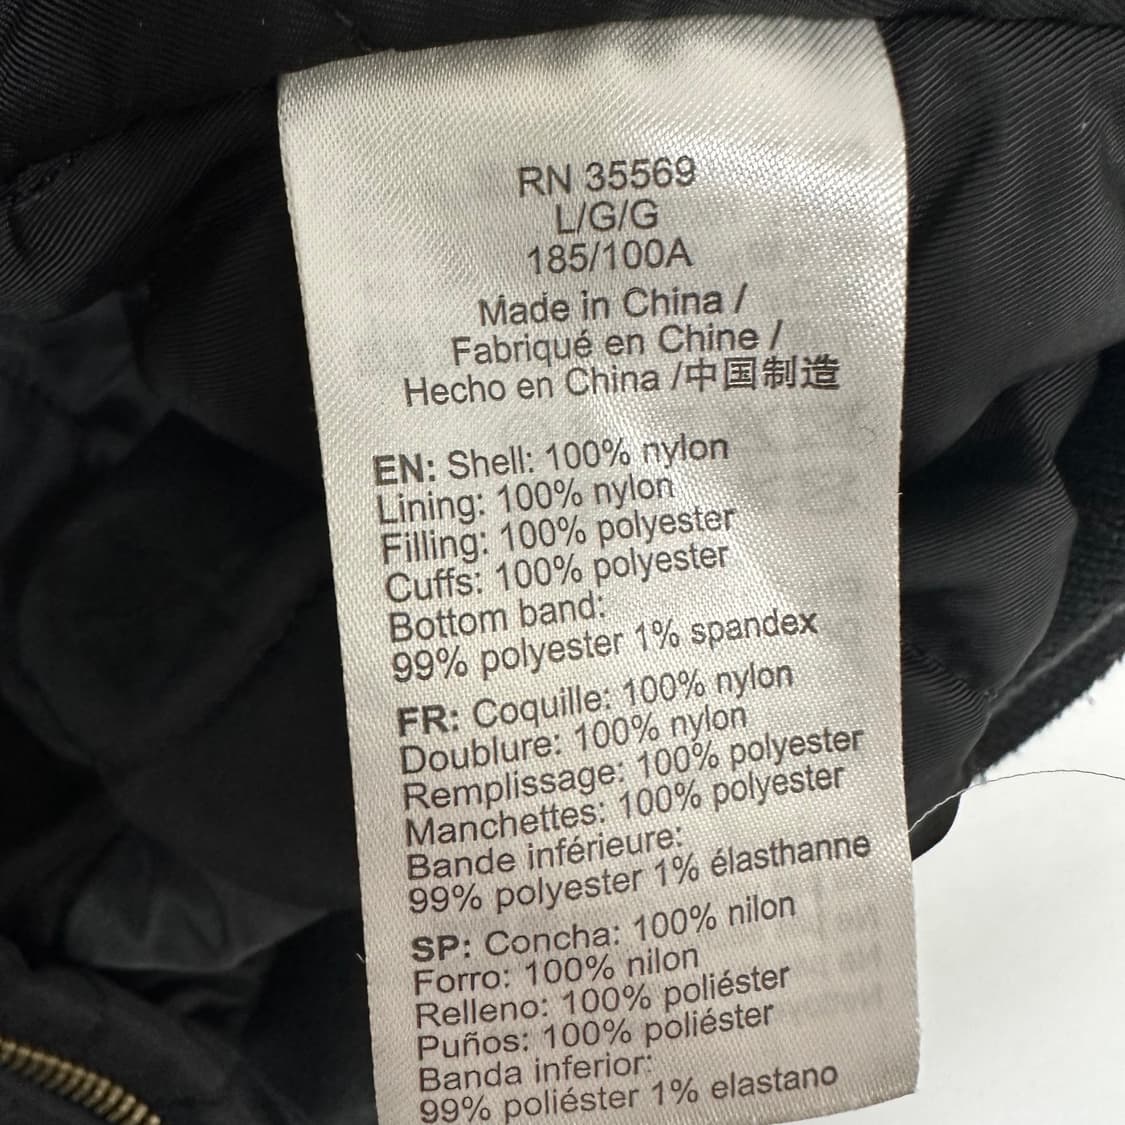 RN 35569
L/G/G
185/100A
Made in China /
Fabriqué en Chine /
Hecho en China /中国制造
EN: Shell: 100% nylon
Lining: 100% nylon
Filling: 100% polyester
Cuffs: 100% polyester
Bottom band:
99% polyester 1% spandex
FR: Coquille: 100% nylon
Doublure: 100% nylon
Remplissage: 100% polyester
Manchettes: 100% polyester
Bande inférieure:
99% polyester 1% élasthanne
SP: Concha: 100% nilon
Forro: 100% nilon
Relleno: 100% poliéster
Puños: 100% poliéster
Banda inferior:
99% poliéster 1% elastano